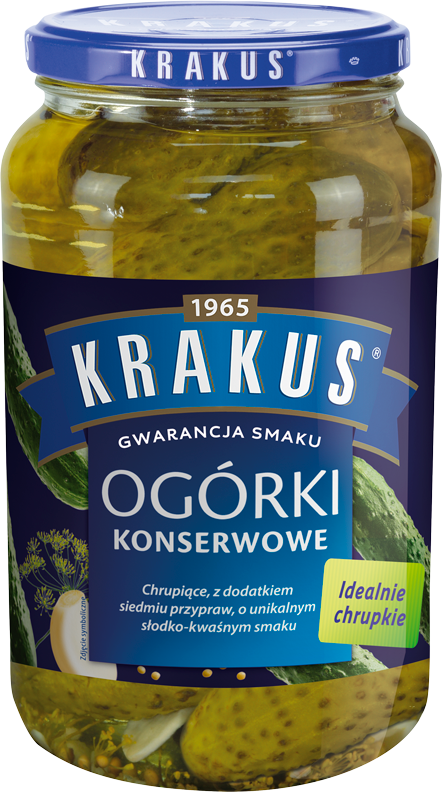 KRAKUS®
1965
KRAKUS®
GWARANCJA SMAKU
OGÓRKI
KONSERWOWE
Chrupiące, z dodatkiem
siedmiu przypraw, o unikalnym
słodko-kwaśnym smaku
Idealnie
chrupkie
Zdjęcie symboliczne